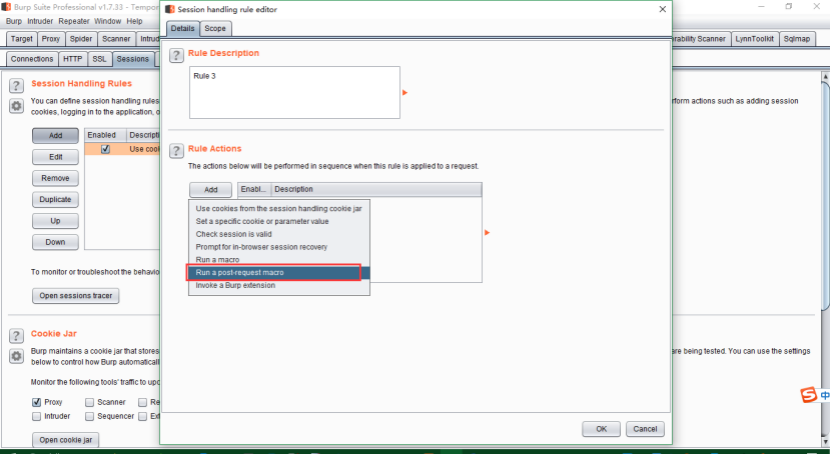 Burp Suite Professional v1.7.33 - Tempor
Session handling rule editor
Burp Intruder Repeater Window Help
Details Scope
Target Proxy Spider Scanner Intrud
rability Scanner LynnToolkit Sqlmap
Connections HTTP SSL Sessions
? Rule Description
Rule 3
? Session Handling Rules
You can define session handling rules
rform actions such as adding session
cookies, logging in to the application, o
Add Enabled Descripti
Use cook
Edit
Remove
Duplicate
Up
Down
? Rule Actions
The actions below will be performed in sequence when this rule is applied to a request.
Add Enabl... Description
Use cookies from the session handling cookie jar
Set a specific cookie or parameter value
Check session is valid
Prompt for in-browser session recovery
Run a macro
Run a post-request macro
Invoke a Burp extension
To monitor or troubleshoot the behavio
Open sessions tracer
? Cookie Jar
Burp maintains a cookie jar that stores
are being tested. You can use the settings
below to control how Burp automaticall
Monitor the following tools' traffic to upd
Proxy Scanner Re
Intruder Sequencer Ext
Open cookie jar
OK Cancel
S 中